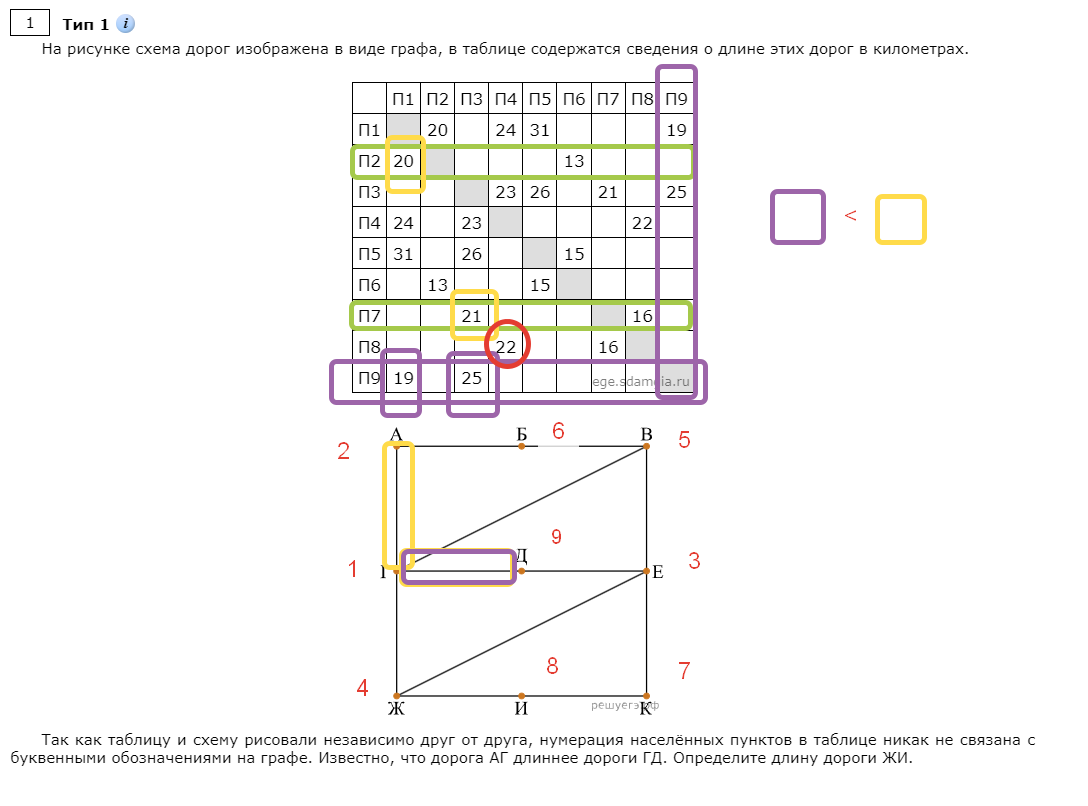 1 Тип 1 i
На рисунке схема дорог изображена в виде графа, в таблице содержатся сведения о длине этих дорог в километрах.
П1 П2 П3 П4 П5 П6 П7 П8 П9
П1 20 24 31 19
П2 20 13
П3 23 26 21 25
П4 24 23 22
П5 31 26 15
П6 13 15
П7 21 16
П8 22 16
П9 19 25
ege.sdamgia.ru
<
А Б 6 В
2 5
9
Д
1 Г Е 3
8 7
4
Ж И К
решуегэ.рф
Так как таблицу и схему рисовали независимо друг от друга, нумерация населённых пунктов в таблице никак не связана с
буквенными обозначениями на графе. Известно, что дорога АГ длиннее дороги ГД. Определите длину дороги ЖИ.